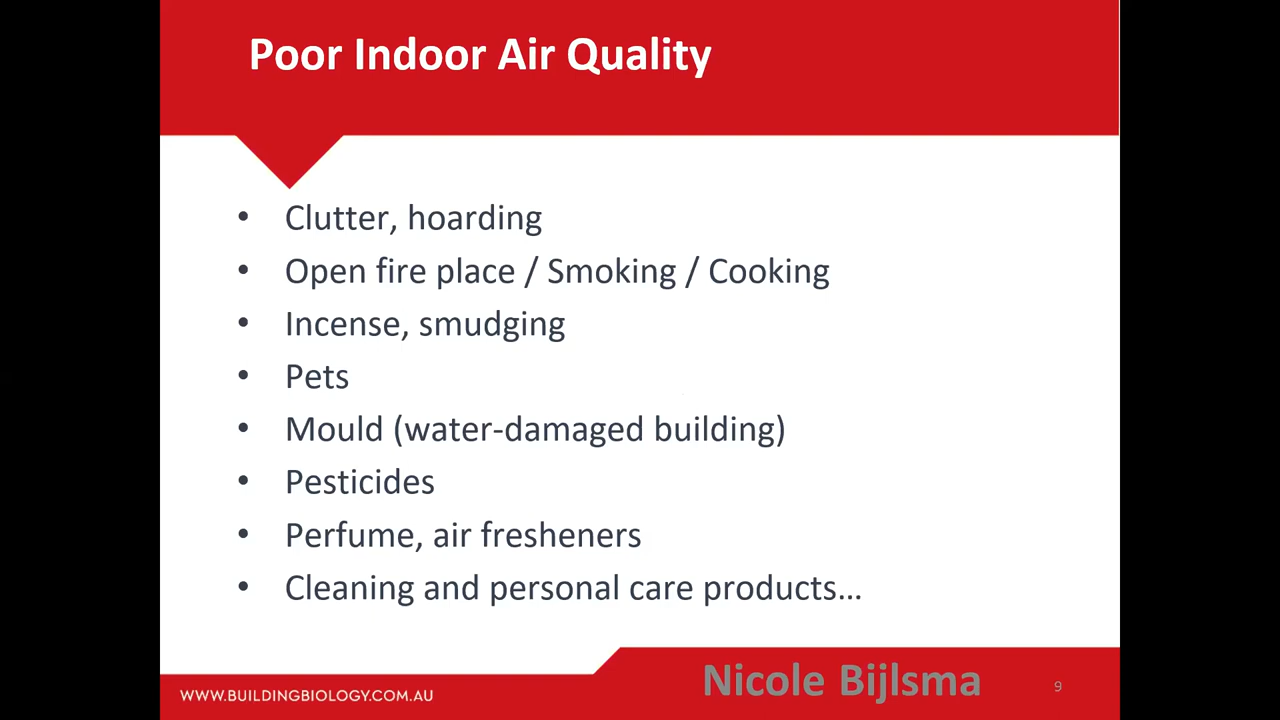 Poor Indoor Air Quality
• Clutter, hoarding
• Open fire place / Smoking / Cooking
• Incense, smudging
• Pets
• Mould (water-damaged building)
• Pesticides
• Perfume, air fresheners
• Cleaning and personal care products…
WWW.BUILDINGBIOLOGY.COM.AU
Nicole Bijlsma
9